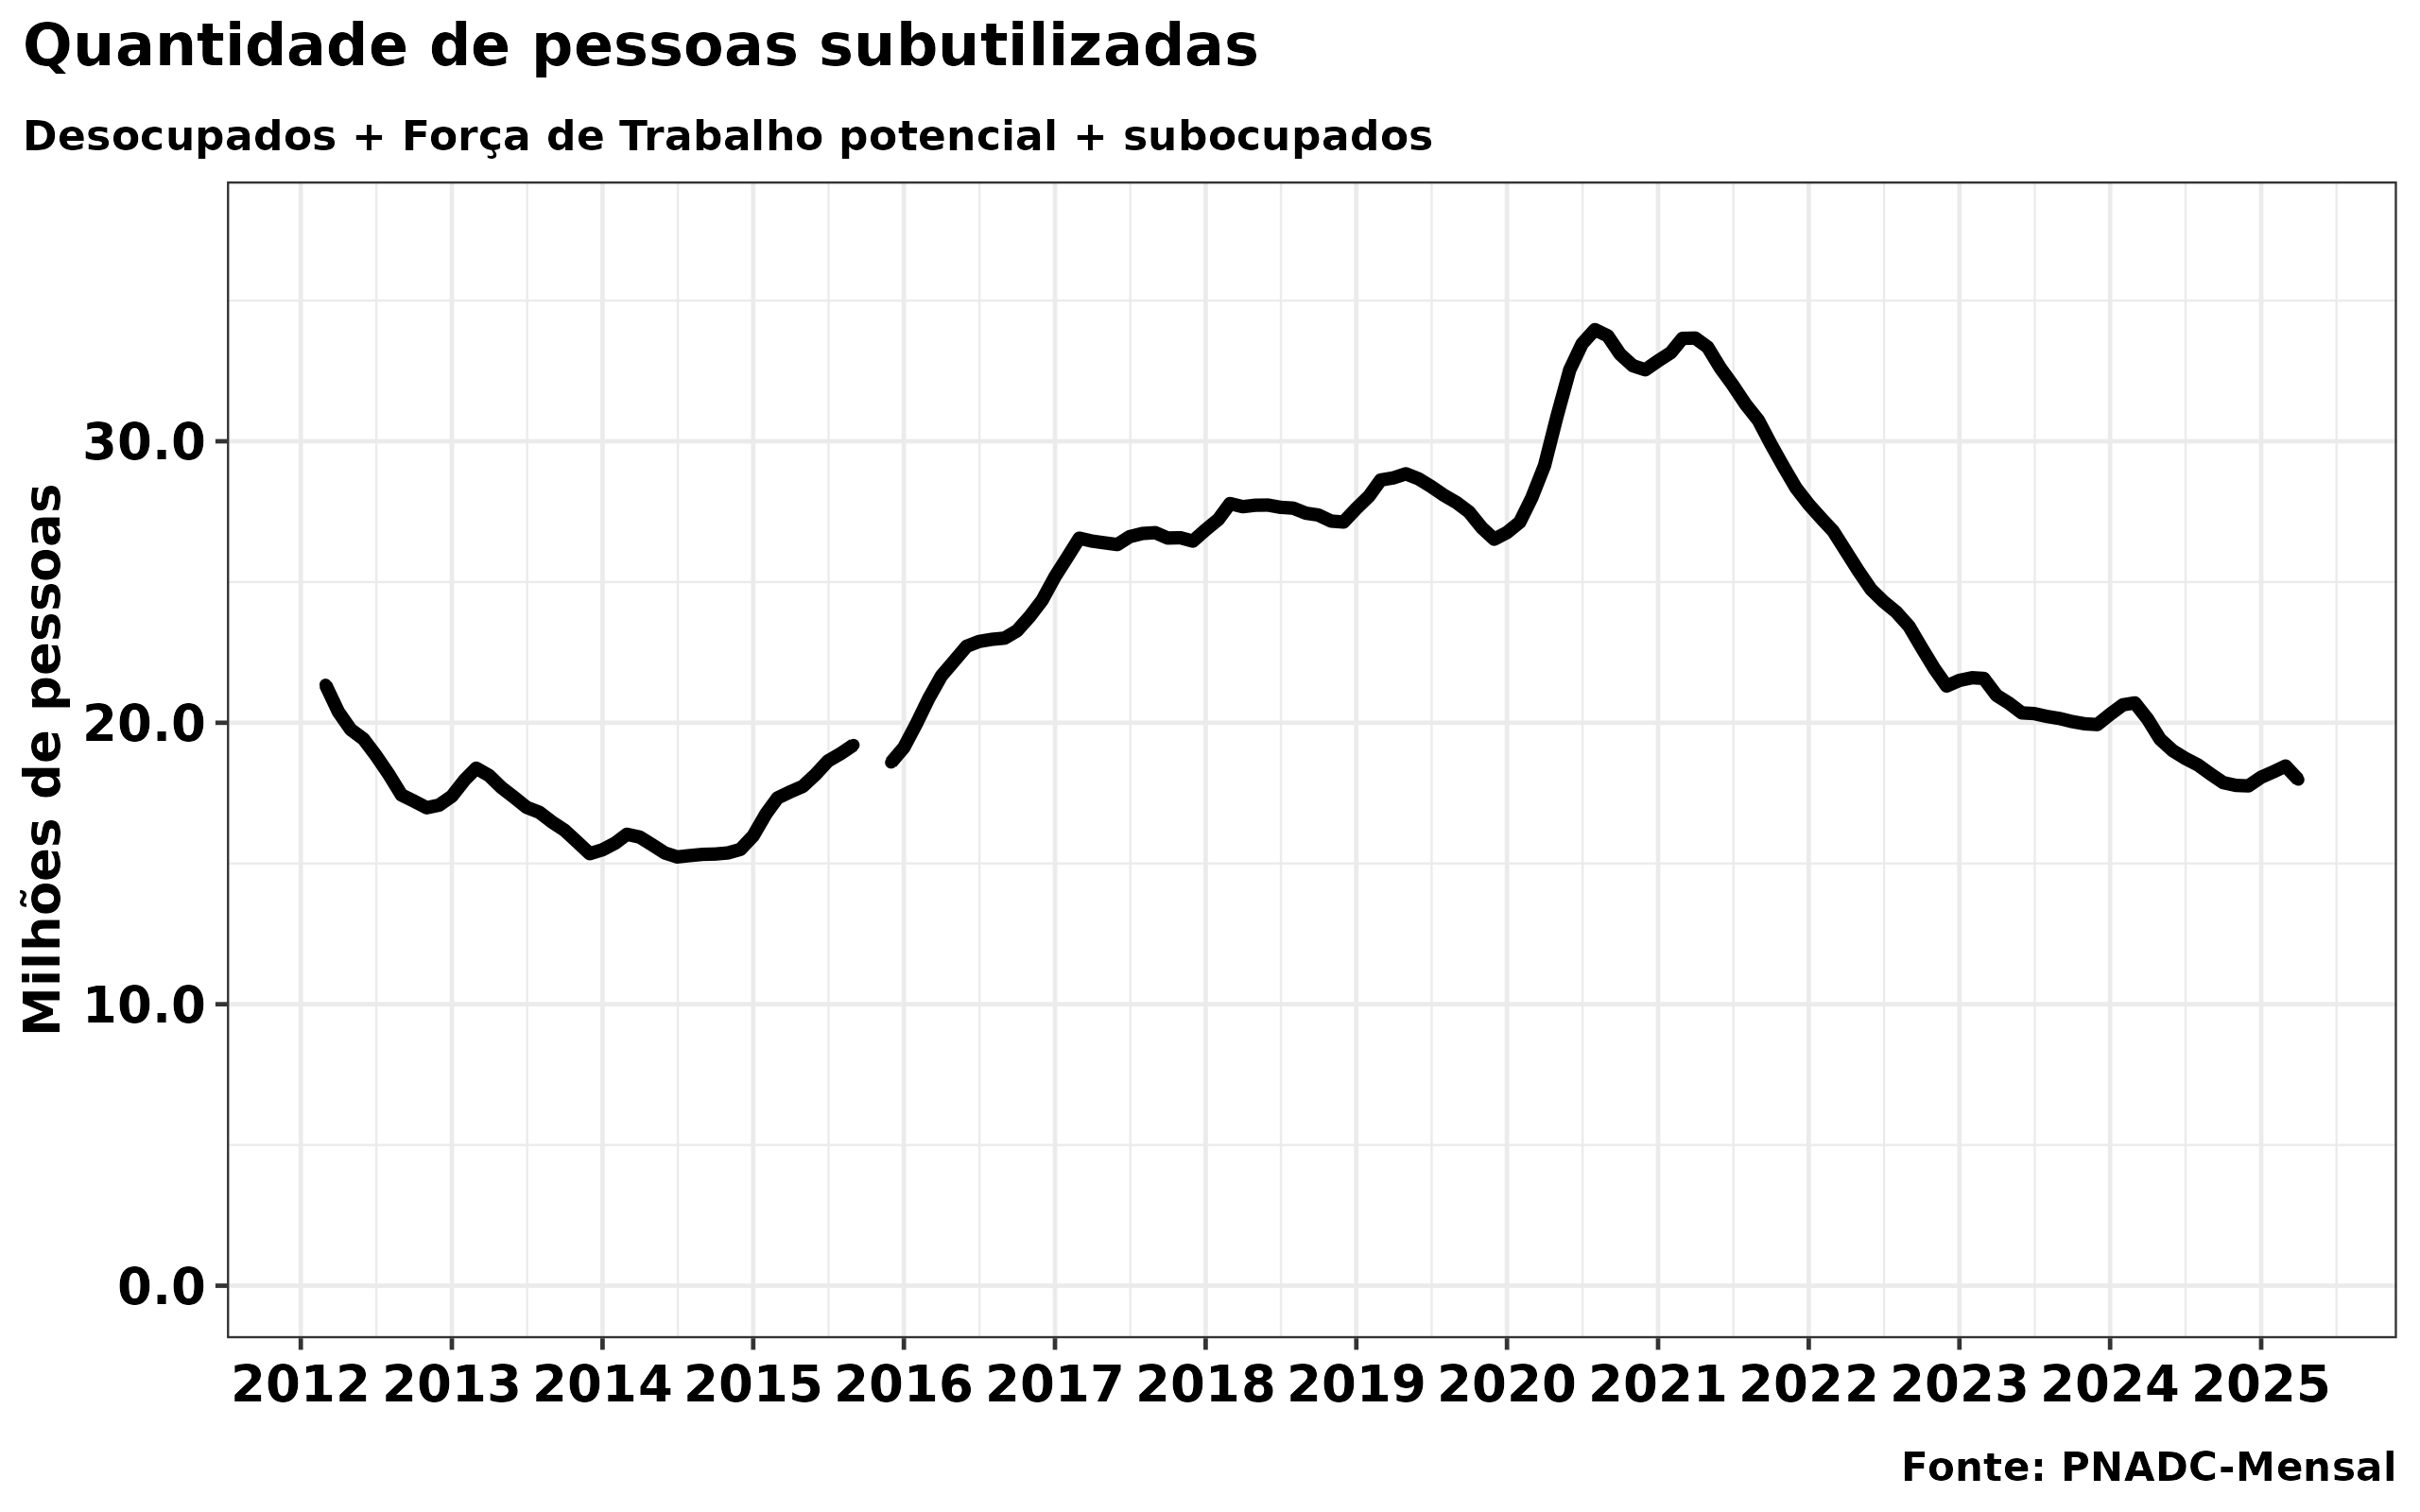 Quantidade de pessoas subutilizadas
Desocupados + Força de Trabalho potencial + subocupados
Milhões de pessoas
30.0
20.0
10.0
0.0
2012 2013 2014 2015 2016 2017 2018 2019 2020 2021 2022 2023 2024 2025
Fonte: PNADC-Mensal